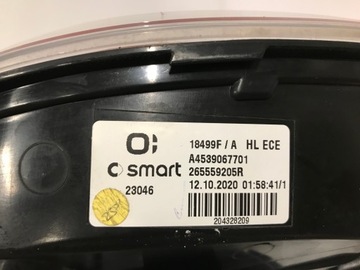 18499F / A HL ECE
A4539067701
smart
265559205R
23046
12.10.2020 01:58:41/1
204328209